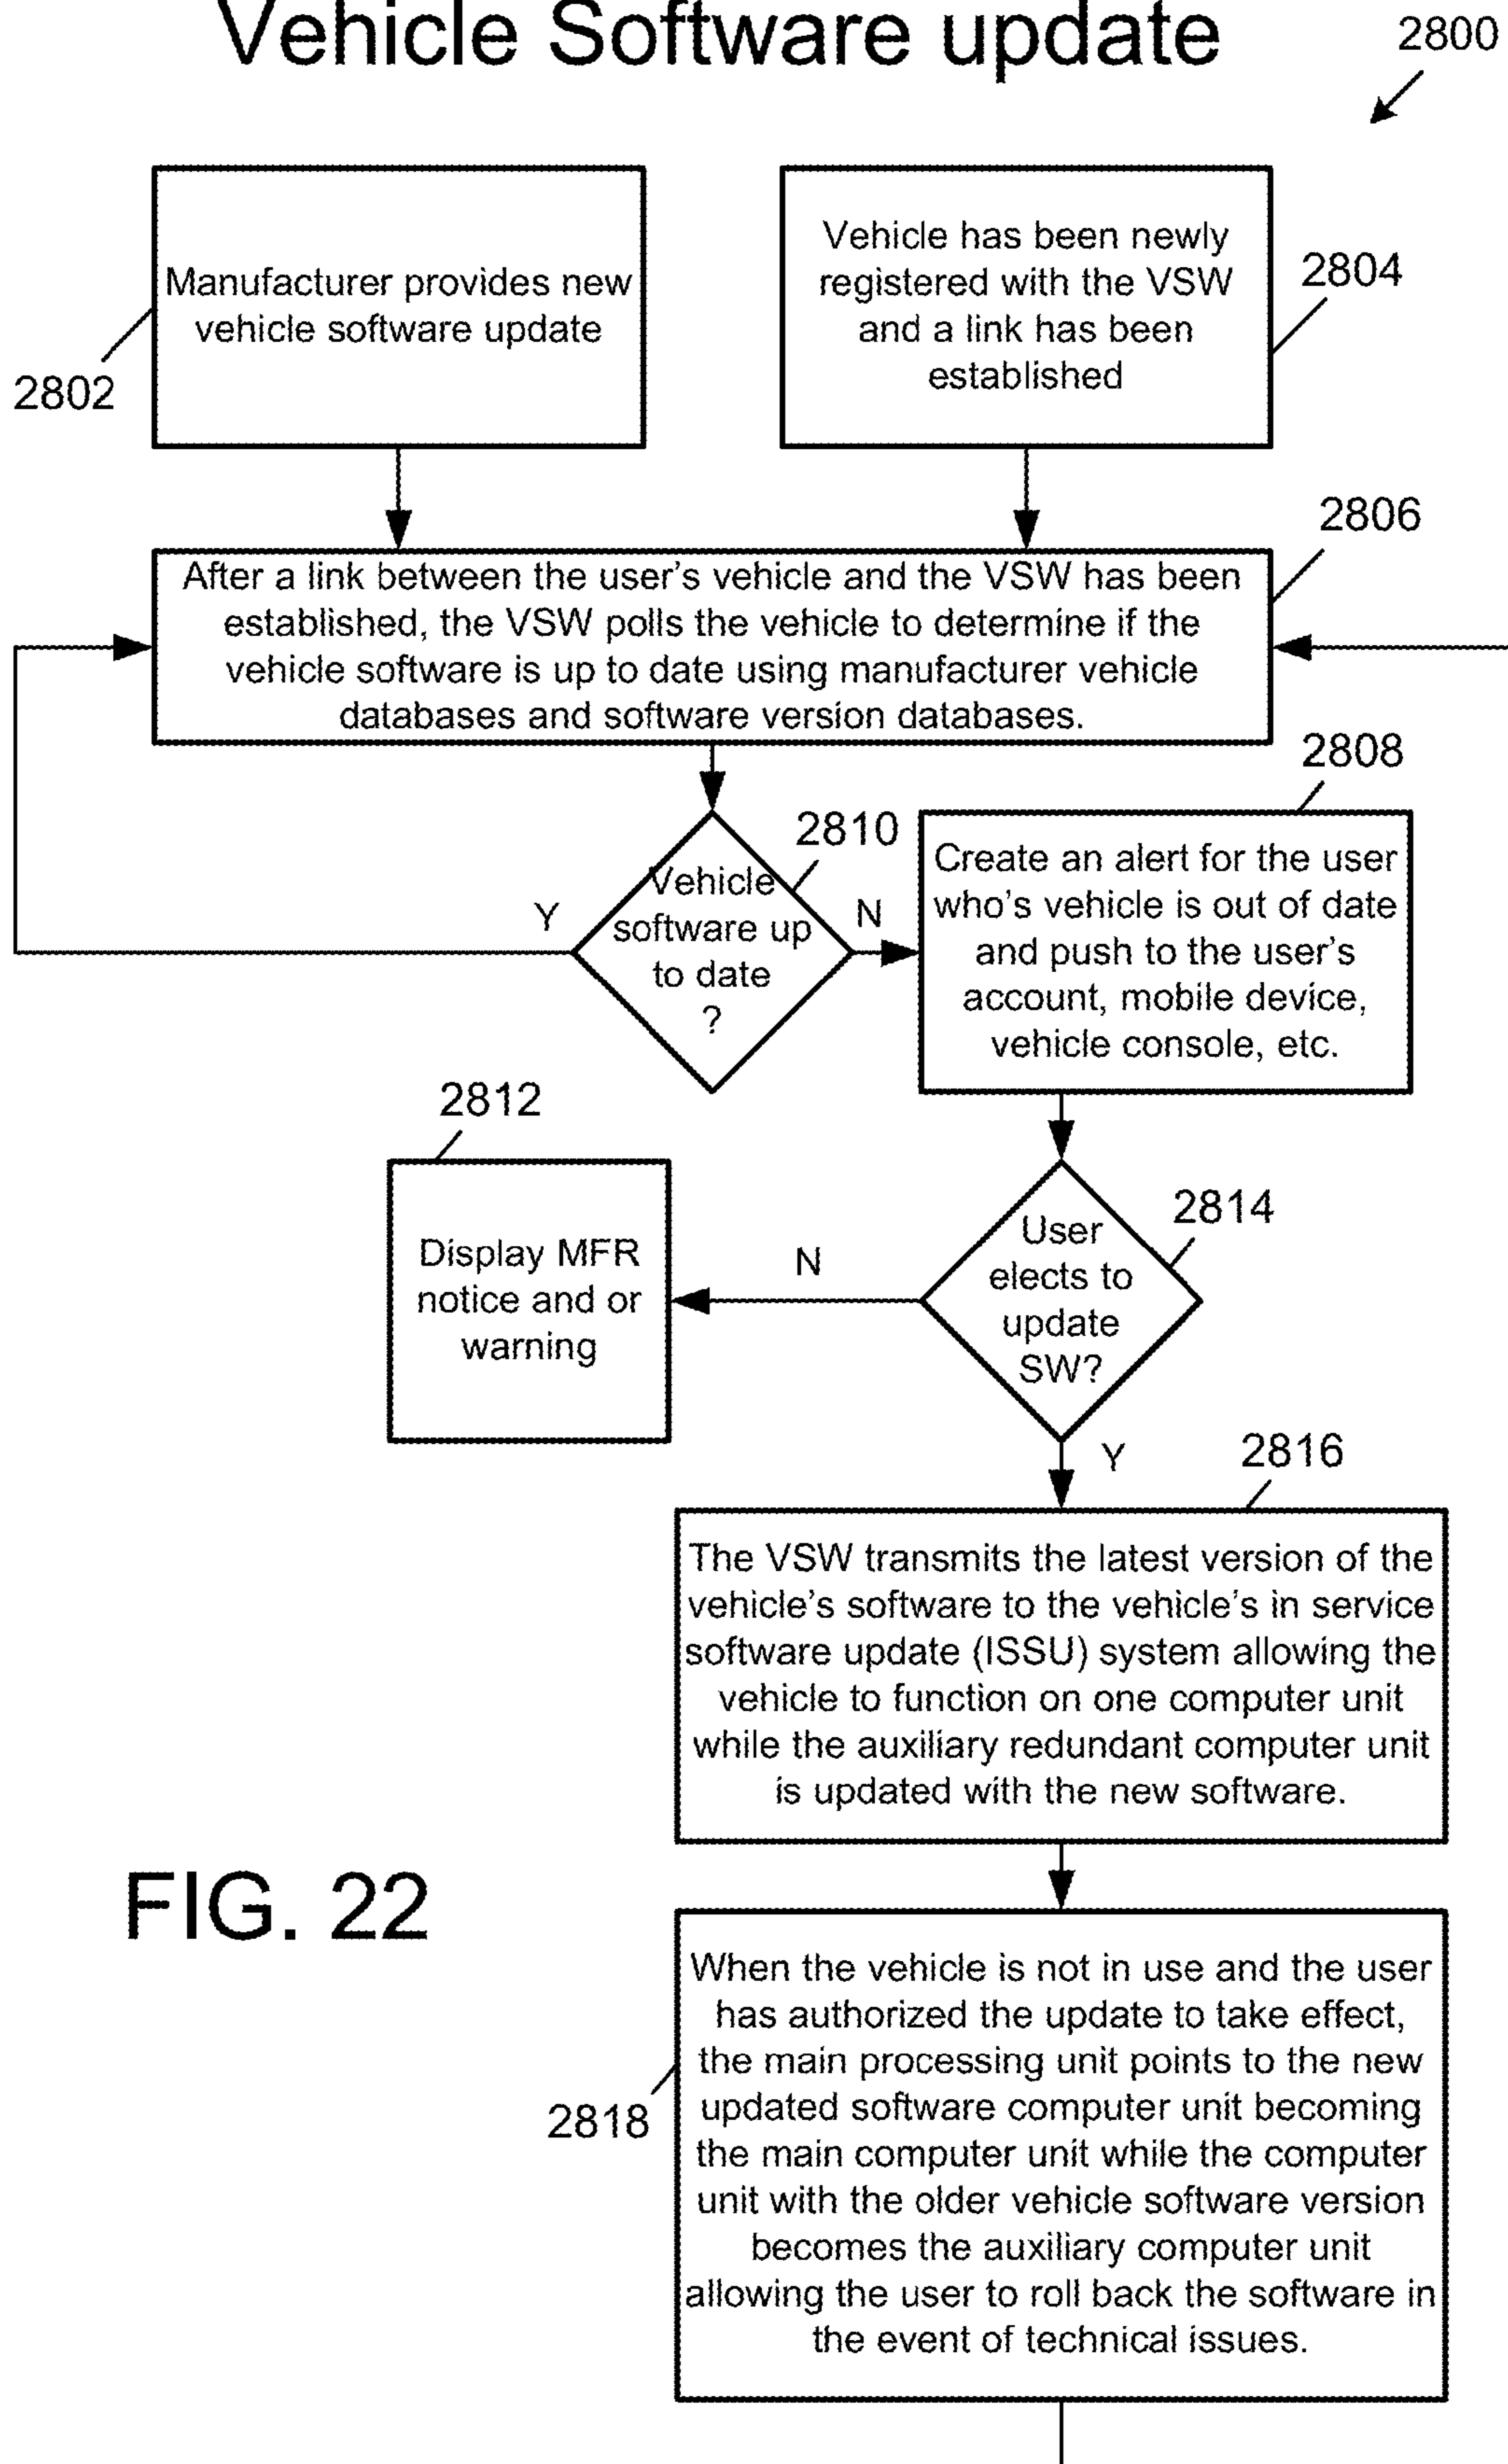 Vehicle Software update
2800
Manufacturer provides new
vehicle software update
2802
Vehicle has been newly
registered with the VSW
and a link has been
established
2804
2806
After a link between the user's vehicle and the VSW has been
established, the VSW polls the vehicle to determine if the
vehicle software is up to date using manufacturer vehicle
databases and software version databases.
2808
2810
Vehicle
software up
to date
?
Y
N
Create an alert for the user
who's vehicle is out of date
and push to the user's
account, mobile device,
vehicle console, etc.
2812
Display MFR
notice and or
warning
N
2814
User
elects to
update
SW?
Y
2816
The VSW transmits the latest version of the
vehicle's software to the vehicle's in service
software update (ISSU) system allowing the
vehicle to function on one computer unit
while the auxiliary redundant computer unit
is updated with the new software.
FIG. 22
2818
When the vehicle is not in use and the user
has authorized the update to take effect,
the main processing unit points to the new
updated software computer unit becoming
the main computer unit while the computer
unit with the older vehicle software version
becomes the auxiliary computer unit
allowing the user to roll back the software in
the event of technical issues.